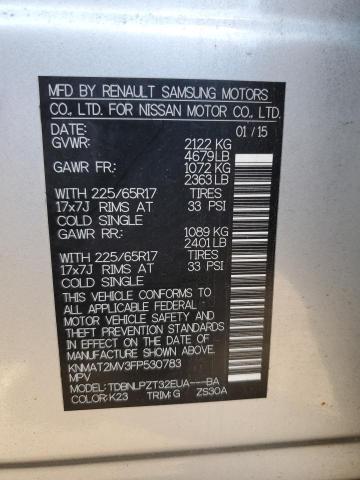 MFD BY RENAULT SAMSUNG MOTORS
CO., LTD. FOR NISSAN MOTOR CO., LTD.
DATE: 01 / 15
GVWR: 2122 KG
4679LB
GAWR FR: 1072 KG
2363 LB
WITH 225/65R17 TIRES
17x7J RIMS AT 33 PSI
COLD SINGLE
GAWR RR: 1089 KG
2401 LB
WITH 225/65R17 TIRES
17x7J RIMS AT 33 PSI
COLD SINGLE
THIS VEHICLE CONFORMS TO
ALL APPLICABLE FEDERAL
MOTOR VEHICLE SAFETY AND
THEFT PREVENTION STANDARDS
IN EFFECT ON THE DATE OF
MANUFACTURE SHOWN ABOVE.
KNMAT2MV3FP530783
MPV
MODEL: TDBNLPZT32EUA---BA
COLOR: K23 TRIM: G ZS30A